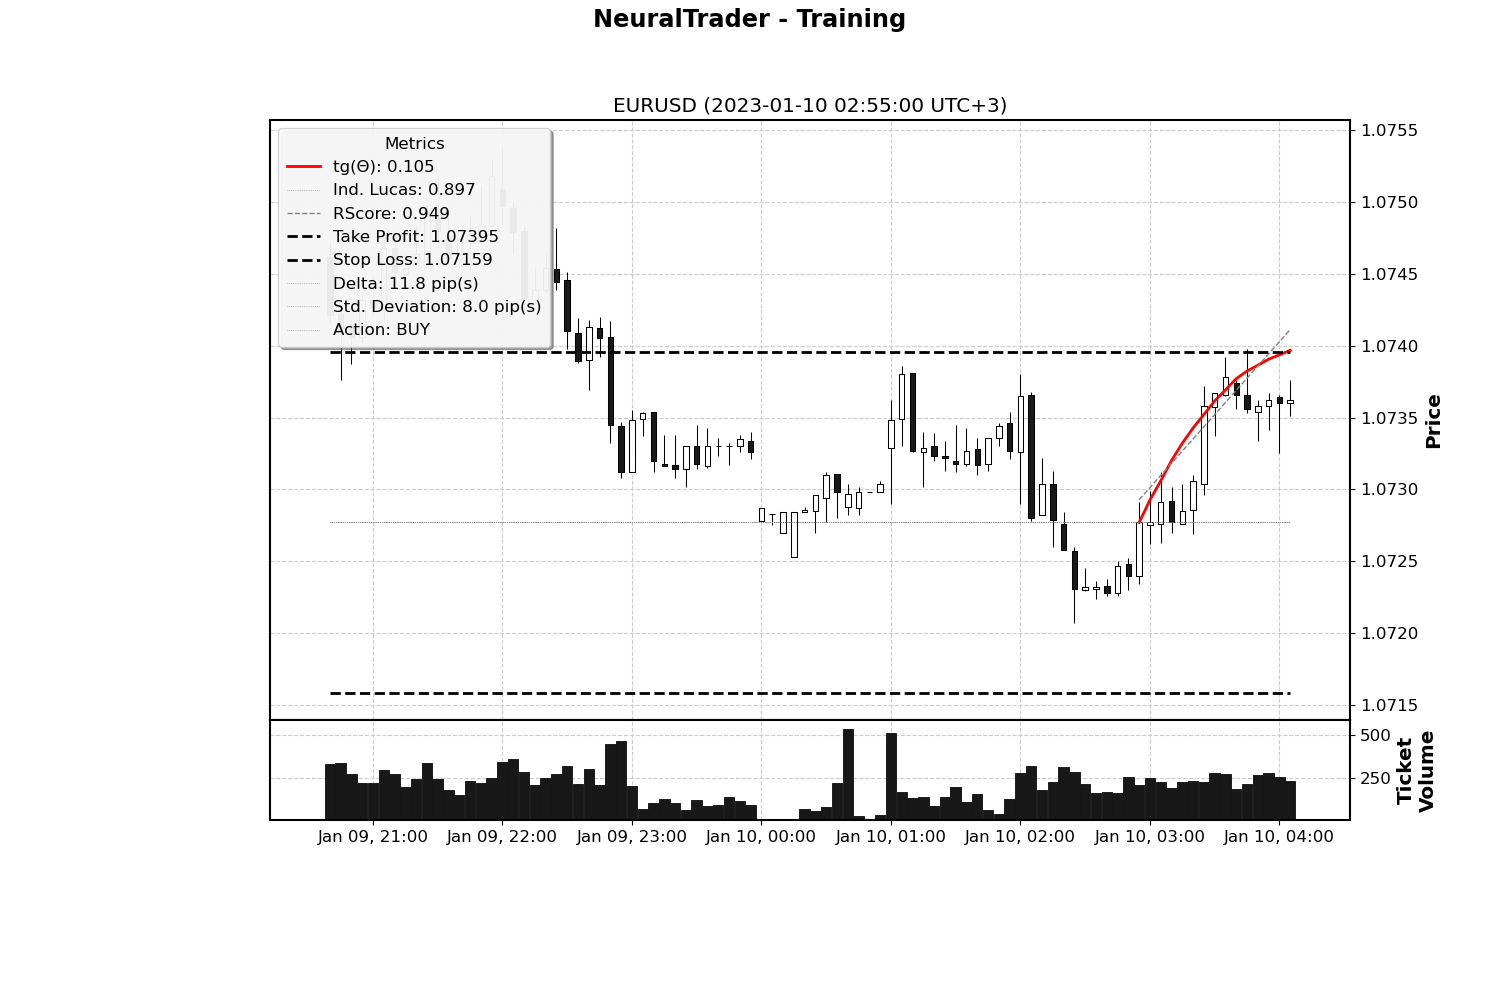 NeuralTrader - Training
EURUSD (2023-01-10 02:55:00 UTC+3)
Metrics
tg(Θ): 0.105
Ind. Lucas: 0.897
RScore: 0.949
Take Profit: 1.07395
Stop Loss: 1.07159
Delta: 11.8 pip(s)
Std. Deviation: 8.0 pip(s)
Action: BUY
1.0755
1.0750
1.0745
1.0740
1.0735
1.0730
1.0725
1.0720
1.0715
Price
500
250
Ticket
Volume
Jan 09, 21:00
Jan 09, 22:00
Jan 09, 23:00
Jan 10, 00:00
Jan 10, 01:00
Jan 10, 02:00
Jan 10, 03:00
Jan 10, 04:00